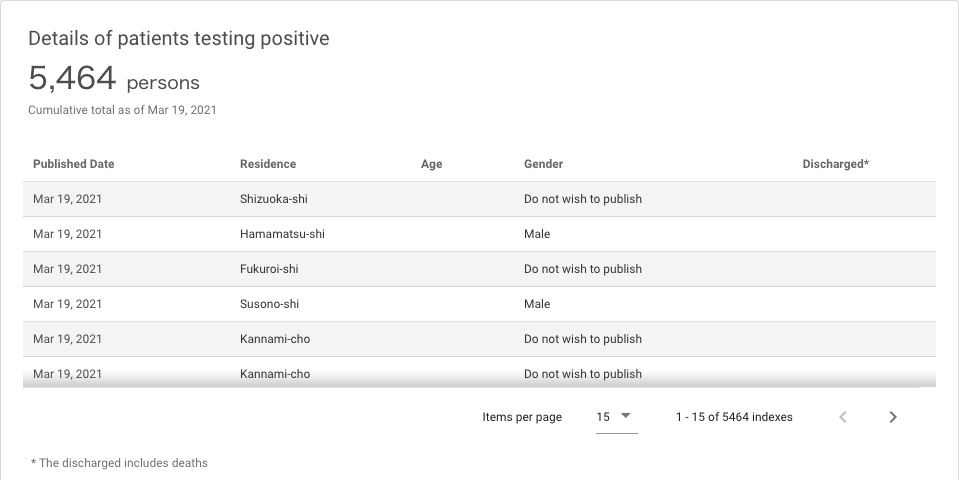 Details of patients testing positive
5,464 persons
Cumulative total as of Mar 19, 2021
Published Date Residence Age Gender Discharged*
Mar 19, 2021 Shizuoka-shi Do not wish to publish
Mar 19, 2021 Hamamatsu-shi Male
Mar 19, 2021 Fukuroi-shi Do not wish to publish
Mar 19, 2021 Susono-shi Male
Mar 19, 2021 Kannami-cho Do not wish to publish
Mar 19, 2021 Kannami-cho Do not wish to publish
Items per page 15 1 - 15 of 5464 indexes
* The discharged includes deaths